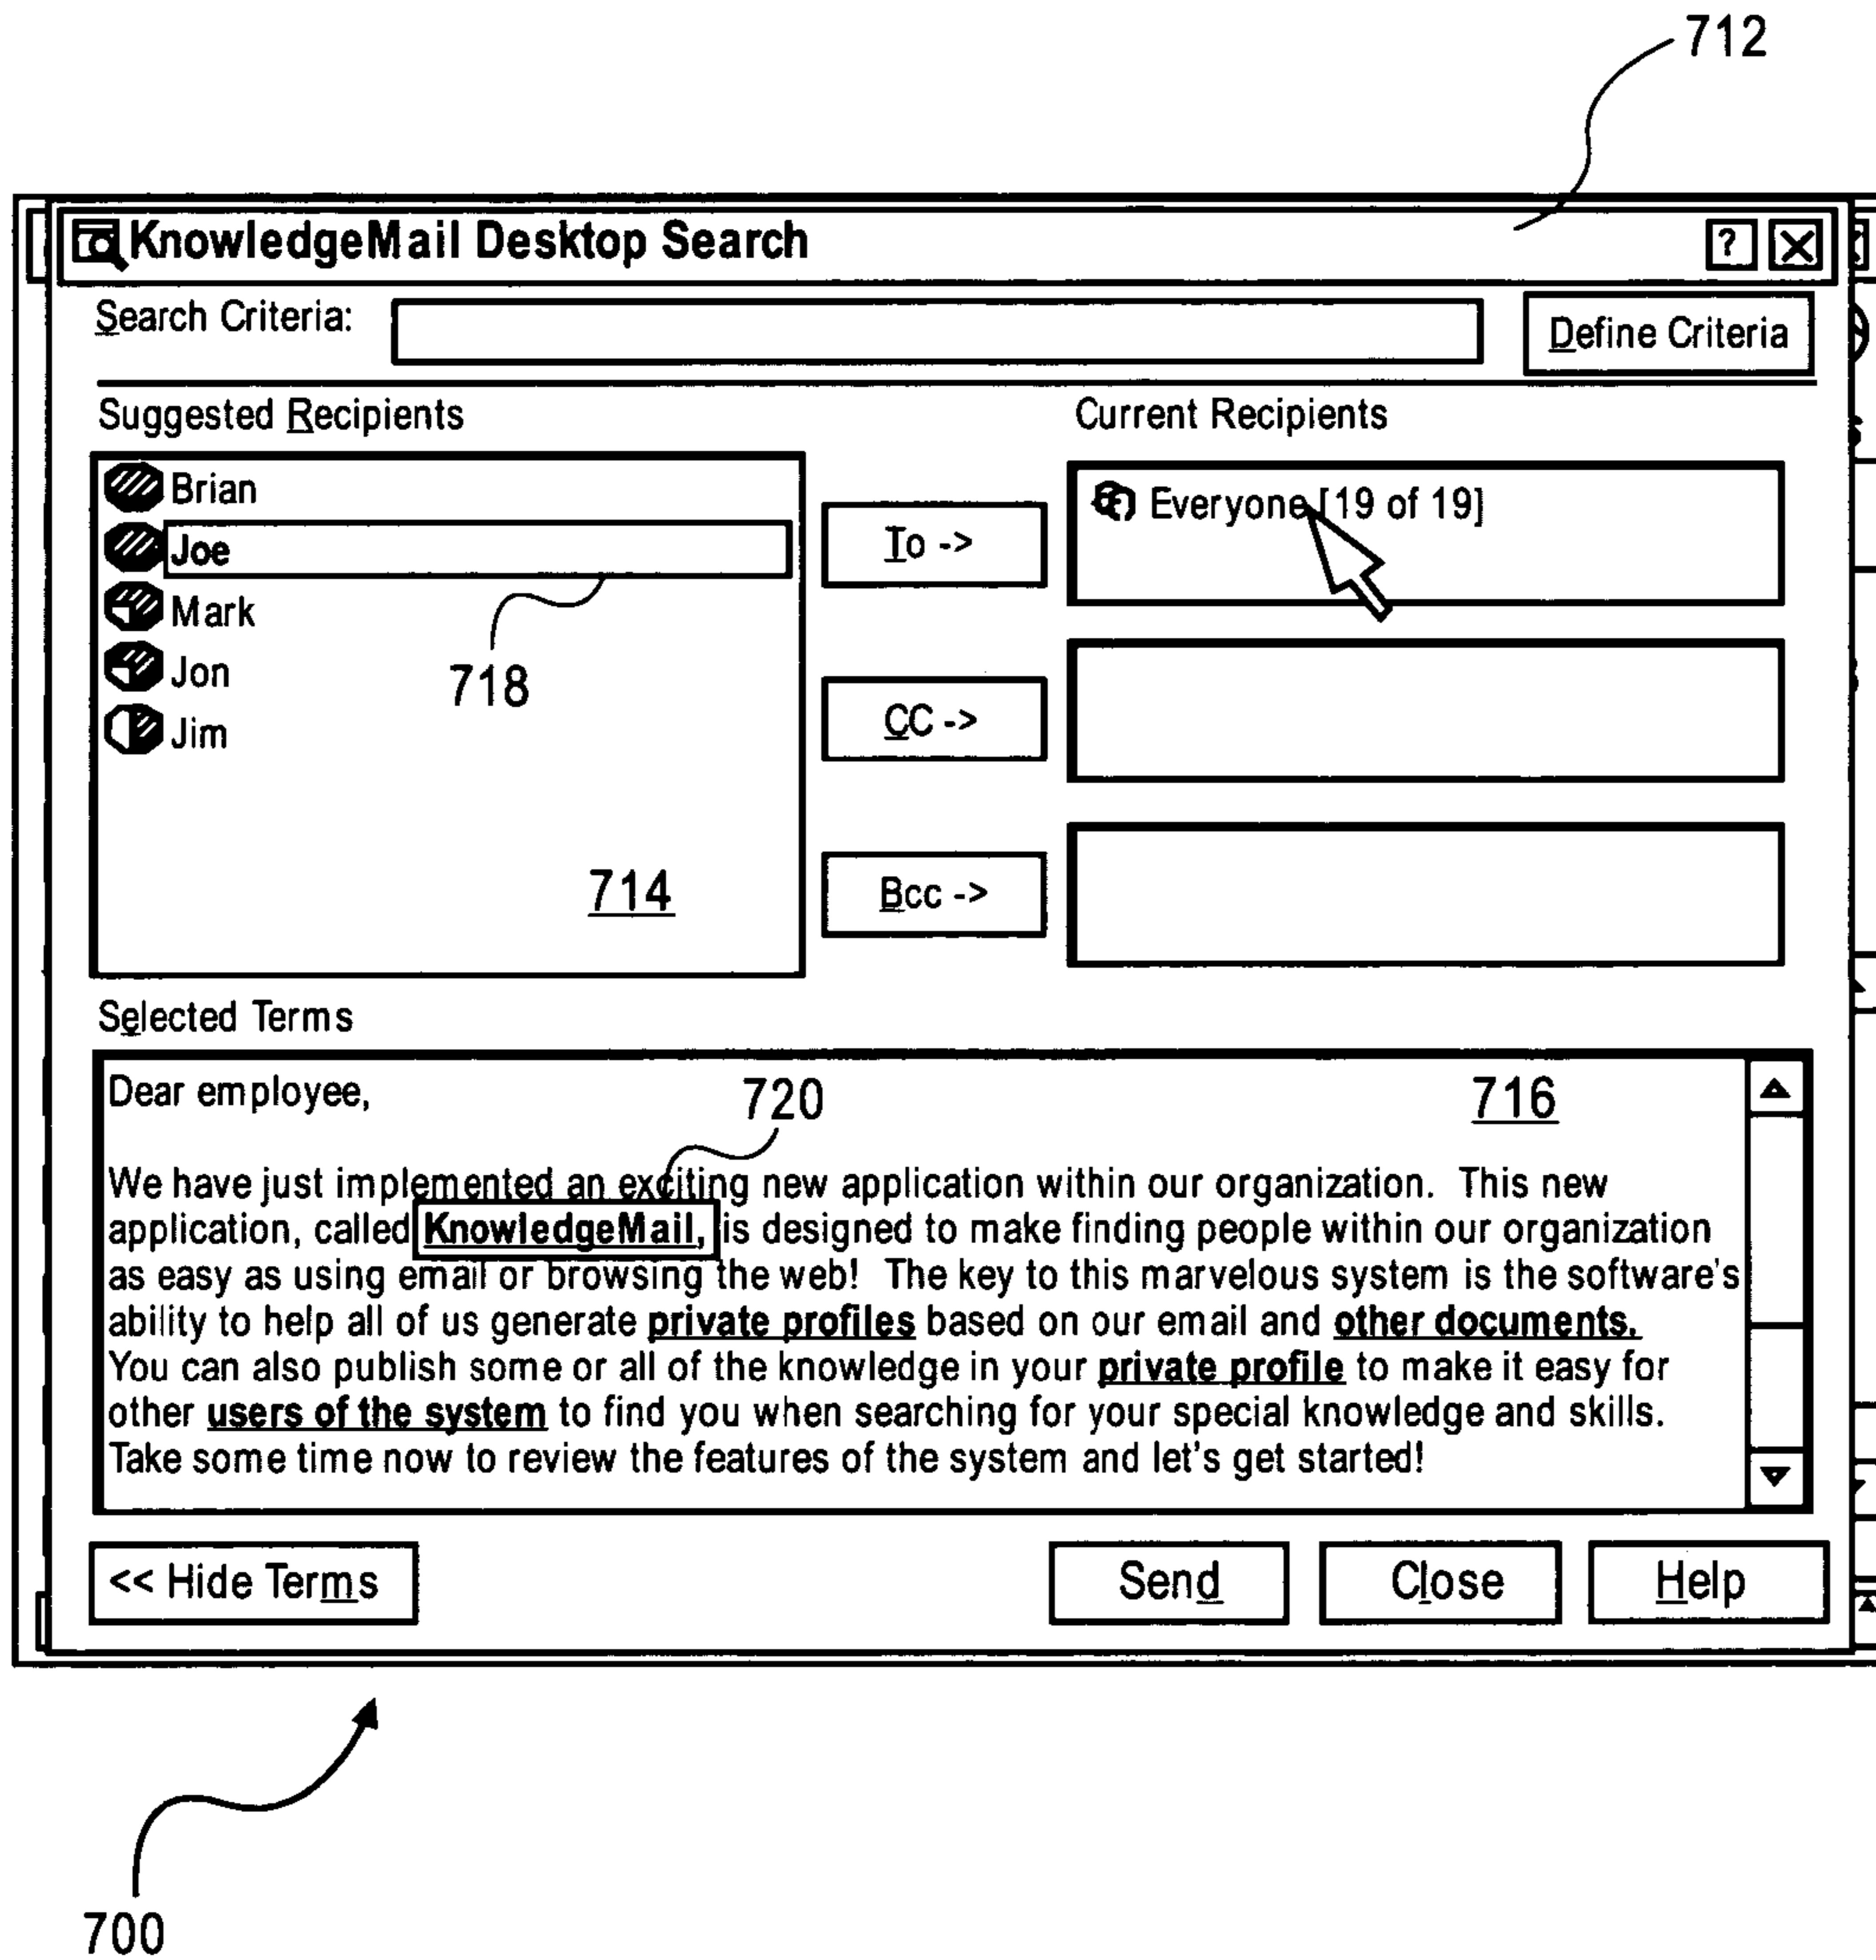 712
KnowledgeMail Desktop Search
?
Search Criteria:
Define Criteria
Suggested Recipients
Current Recipients
Brian
Joe
Mark
Jon
Jim
718
714
To ->
CC ->
Bcc ->
Everyone [19 of 19]
Selected Terms
Dear employee,
720
716
We have just implemented an exciting new application within our organization. This new
application, called KnowledgeMail, is designed to make finding people within our organization
as easy as using email or browsing the web! The key to this marvelous system is the software's
ability to help all of us generate private profiles based on our email and other documents.
You can also publish some or all of the knowledge in your private profile to make it easy for
other users of the system to find you when searching for your special knowledge and skills.
Take some time now to review the features of the system and let's get started!
<< Hide Terms
Send
Close
Help
700